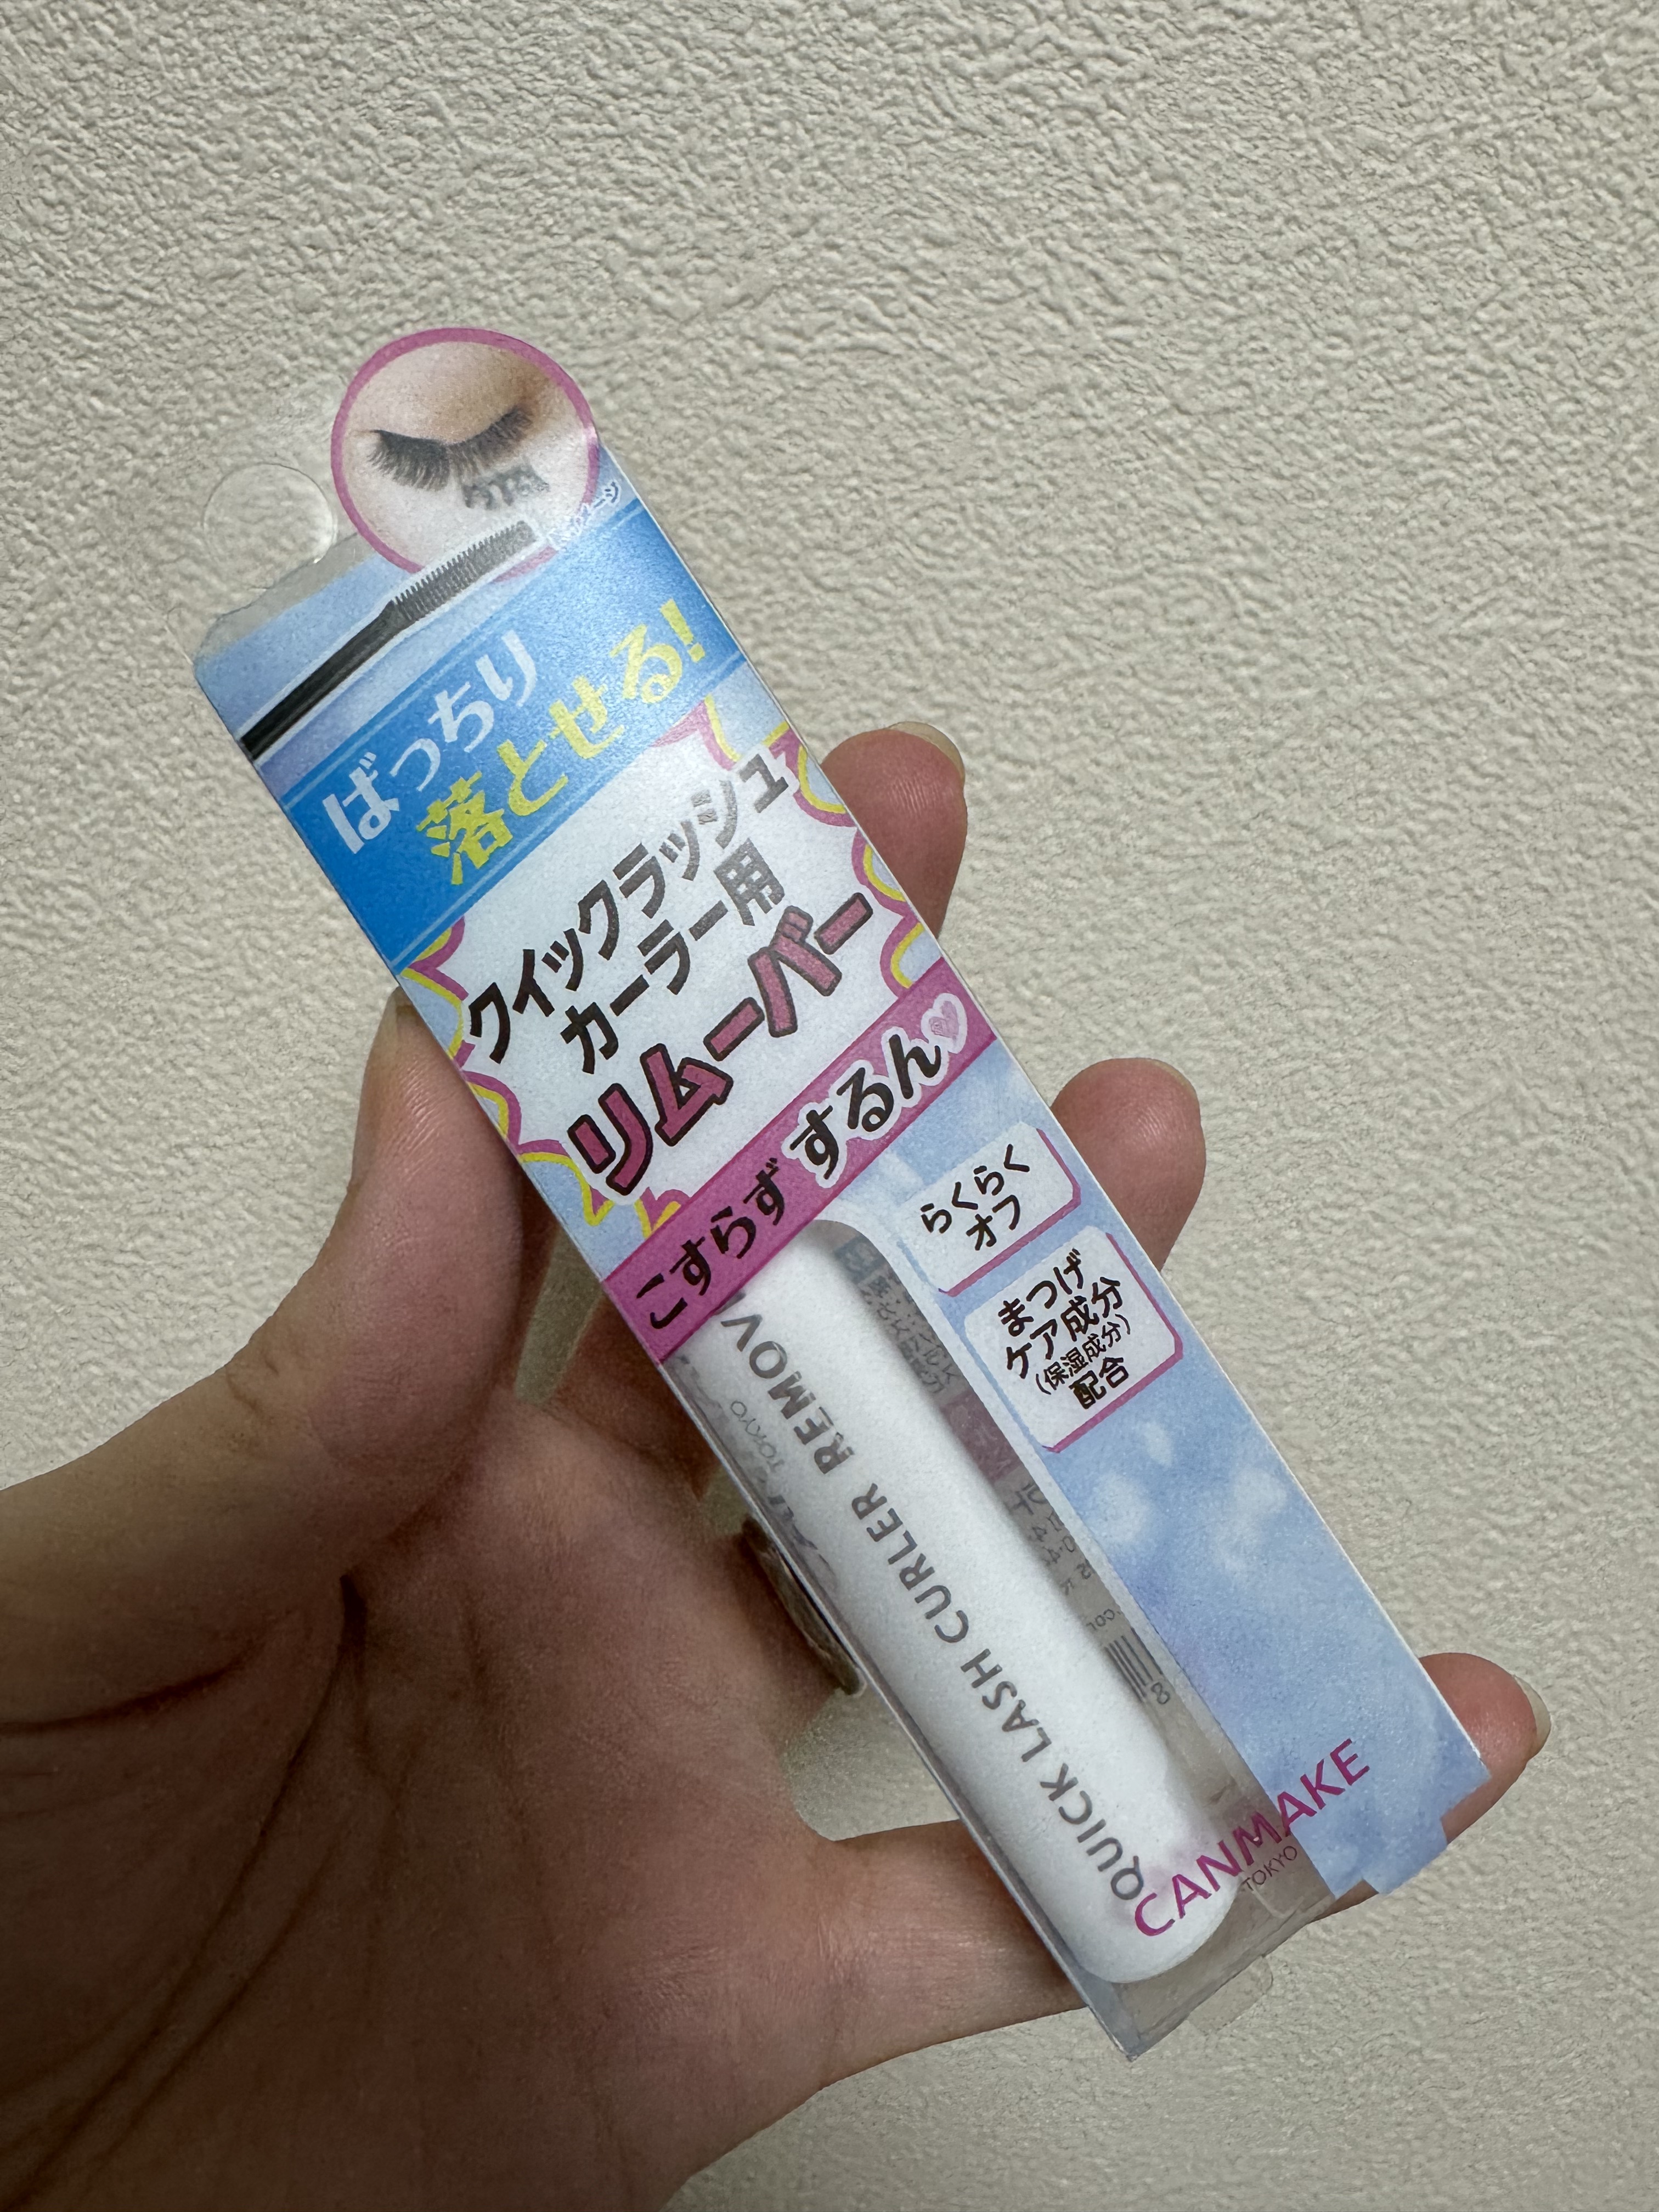 ばっちり
落とせる!
クイックラッシュ
カーラー用
リムーバー
こすらず するん
らくらく
オフ
まつげ
ケア成分
(保湿成分)
配合
QUICK LASH CURLER REMOV
CANMAKE
TOKYO